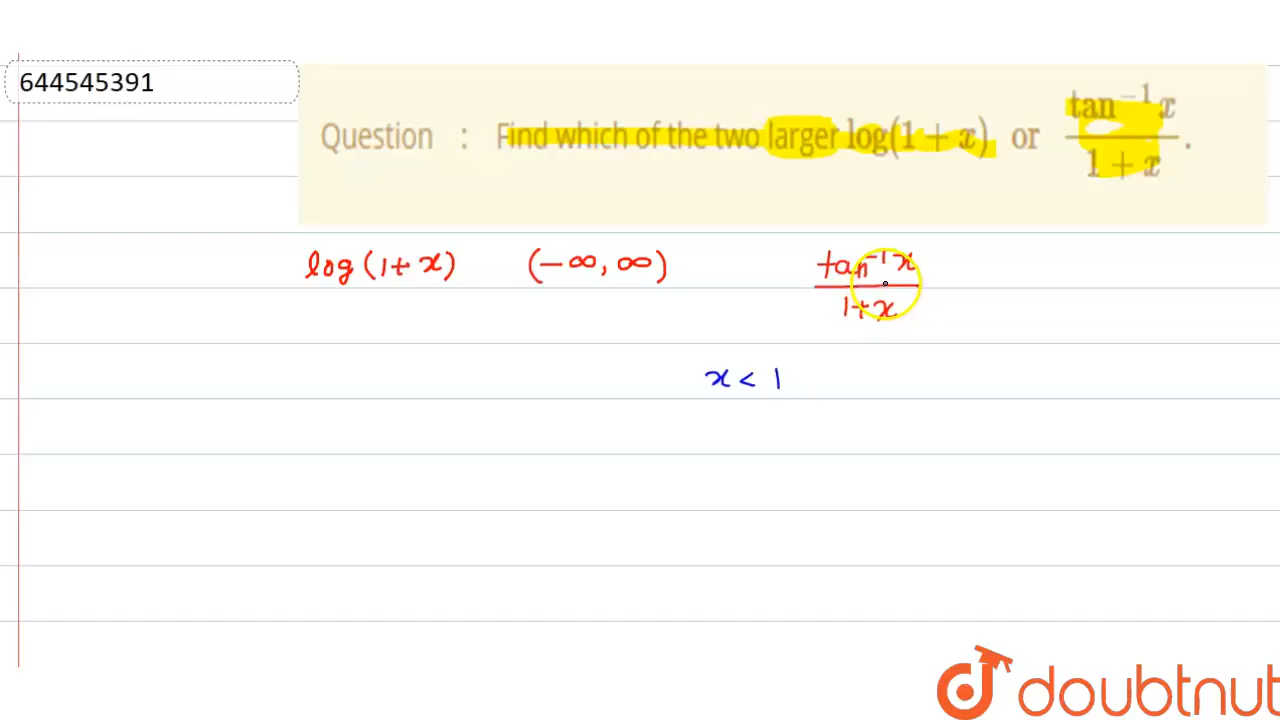 644545391
Question : Find which of the two larger log(1 + x) or tan⁻¹x / 1 + x .
log (1+ x) (-∞, ∞) tan⁻¹x / 1+x
x < 1
doubtnut